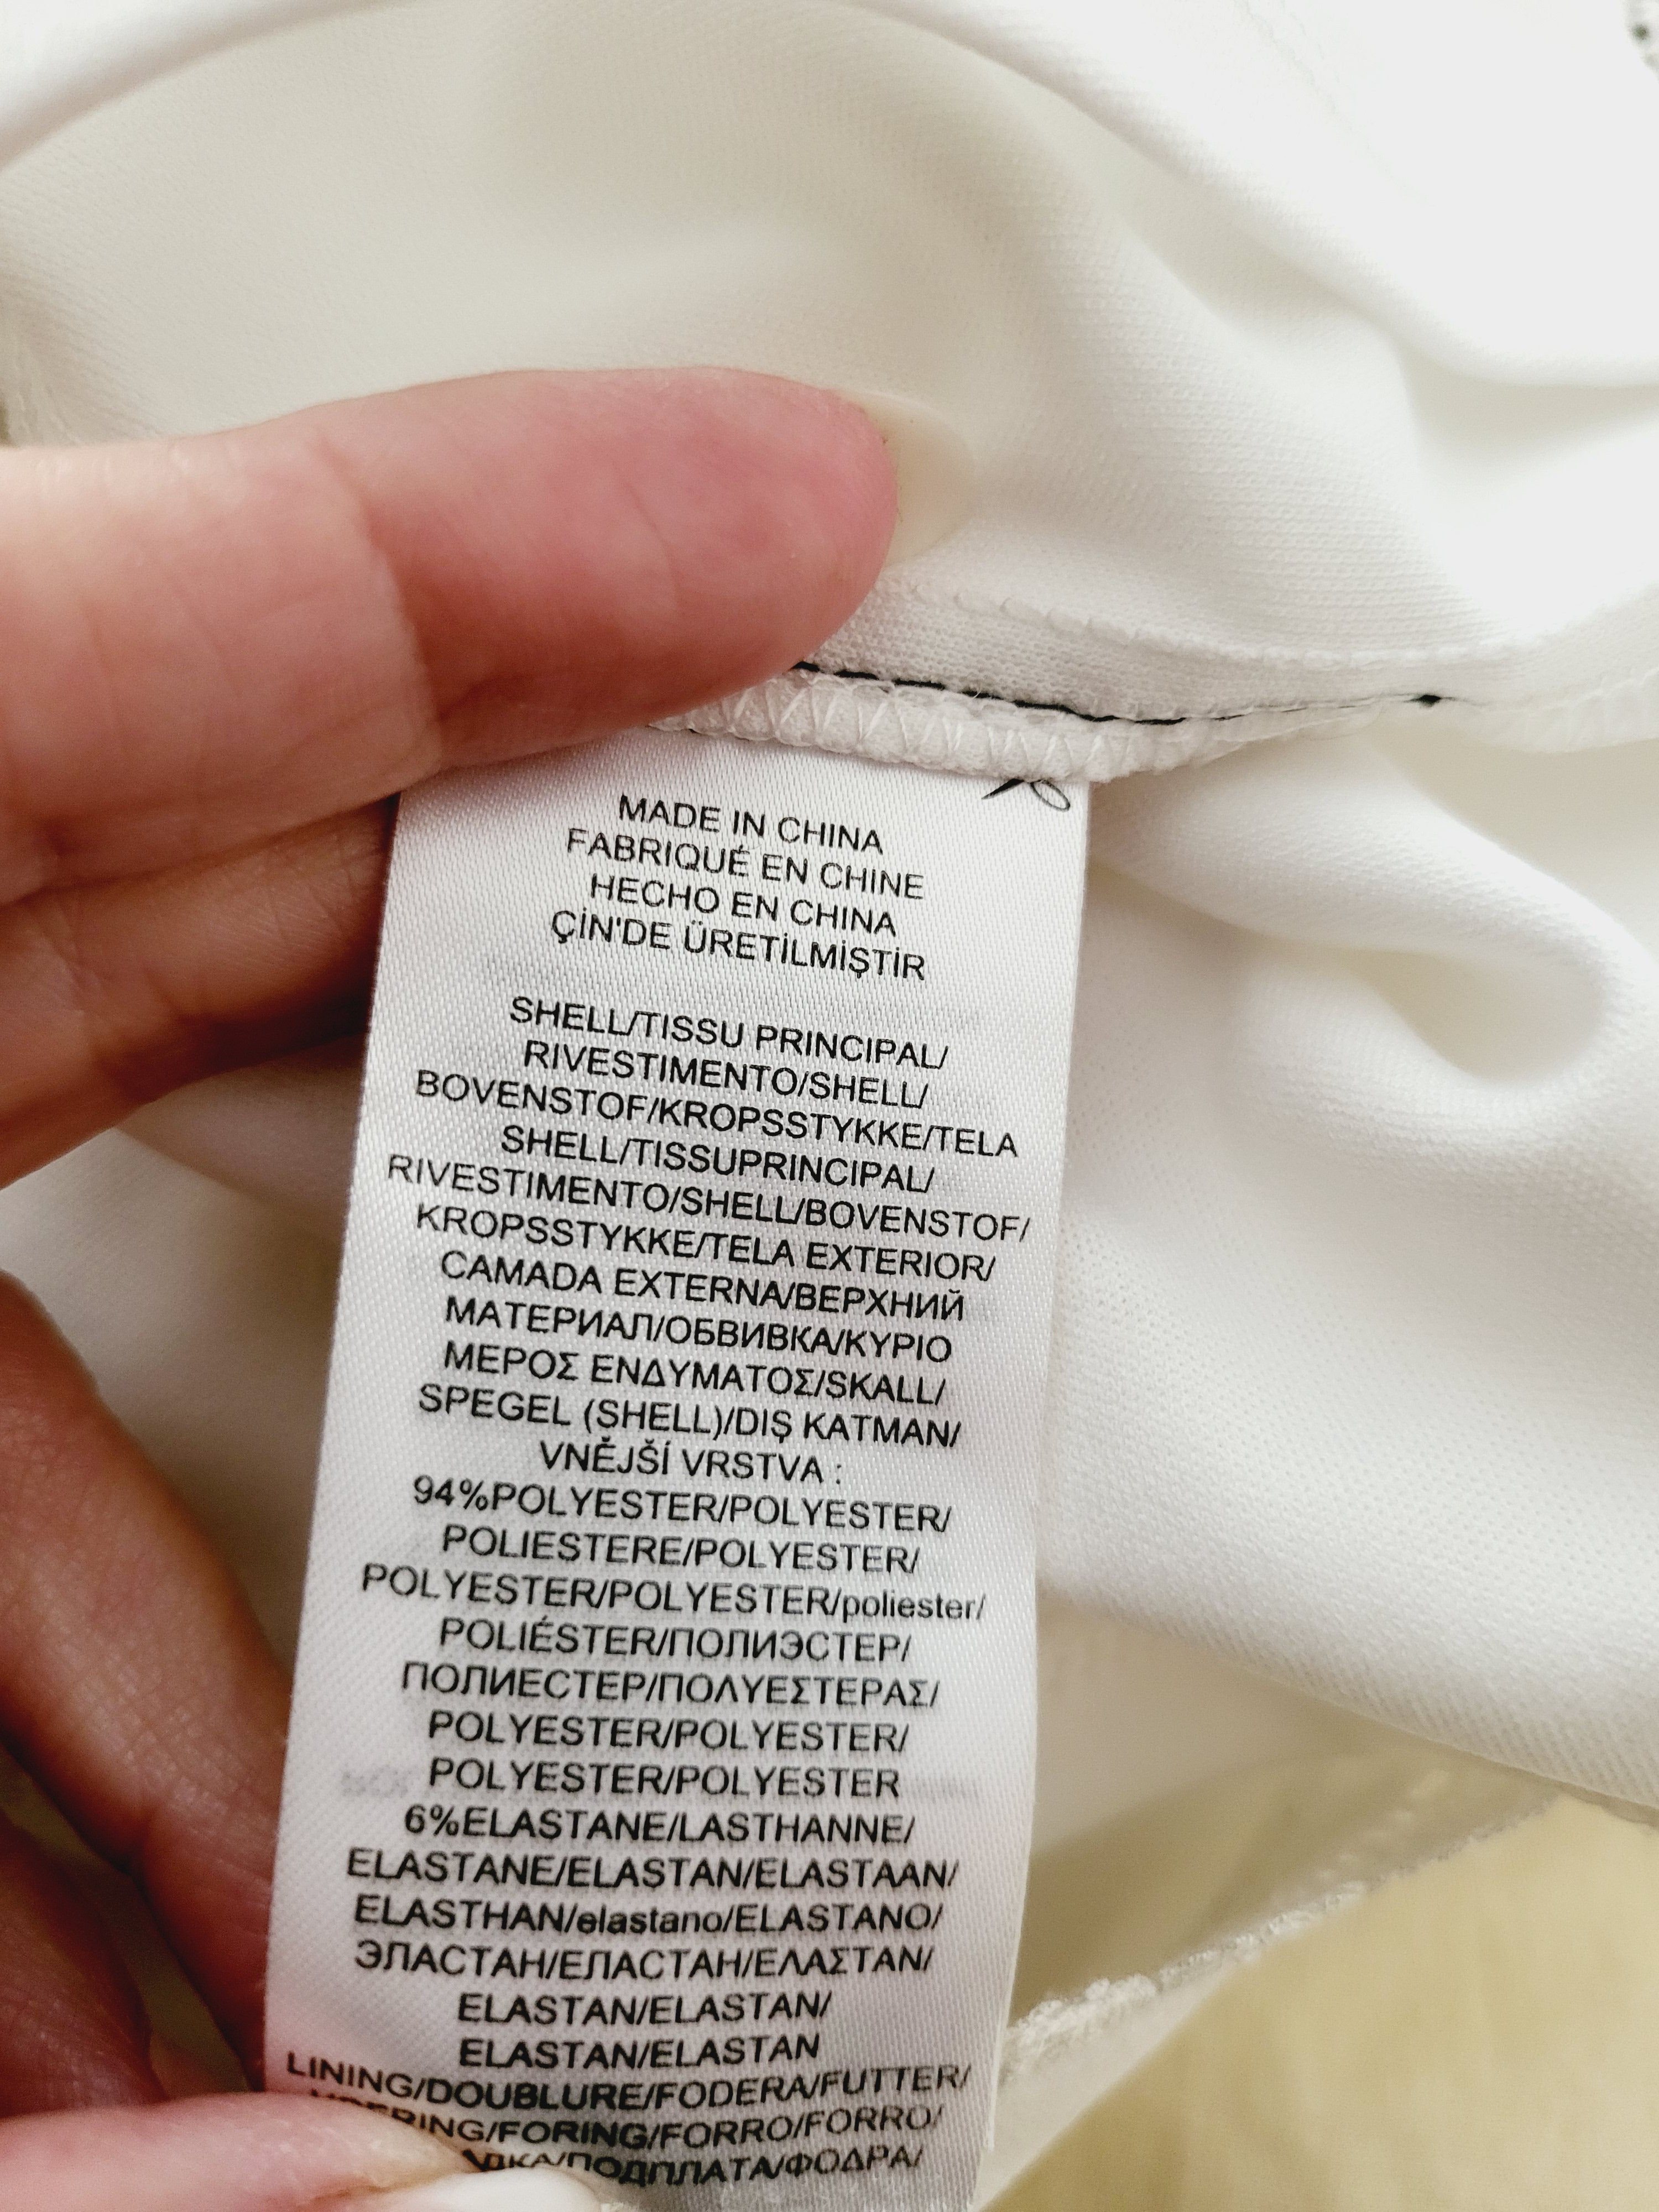 MADE IN CHINA
FABRIQUÉ EN CHINE
HECHO EN CHINA
ÇİN'DE ÜRETİLMİŞTİR
SHELL/TISSU PRINCIPAL/
RIVESTIMENTO/SHELL/
BOVENSTOF/KROPSSTYKKE/TELA
SHELL/TISSUPRINCIPAL/
RIVESTIMENTO/SHELL/BOVENSTOF/
KROPSSTYKKE/TELA EXTERIOR/
CAMADA EXTERNA/ВЕРХНИЙ
МАТЕРИАЛ/ОБВИВКА/ΚΥΡΙΟ
ΜΕΡΟΣ ΕΝΔΥΜΑΤΟΣ/SKALL/
SPEGEL (SHELL)/DIŞ KATMAN/
VNĚJŠÍ VRSTVA :
94%POLYESTER/POLYESTER/
POLIESTERE/POLYESTER/
POLYESTER/POLYESTER/poliester/
POLIÉSTER/ПОЛИЭСТЕР/
ПОЛИЕСТЕР/ΠΟΛΥΕΣΤΕΡΑΣ/
POLYESTER/POLYESTER/
POLYESTER/POLYESTER
6%ELASTANE/LASTHANNE/
ELASTANE/ELASTAN/ELASTAAN/
ELASTHAN/elastano/ELASTANO/
ЭЛАСТАН/ЕЛАСТАН/ΕΛΑΣΤΑΝ/
ELASTAN/ELASTAN/
ELASTAN/ELASTAN
LINING/DOUBLURE/FODERA/FUTTER/
FORING/FORRO/FORRO/
ПОДПЛАТА/ΦΟΔΡΑ/